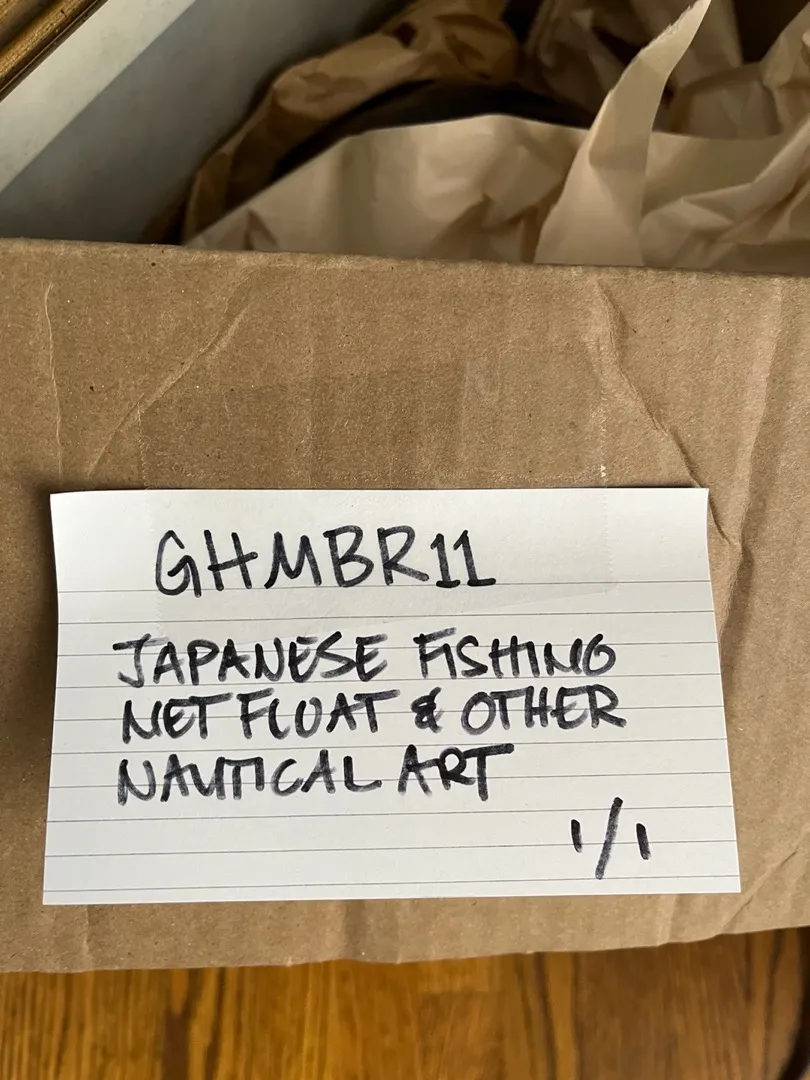 GHMBR11
JAPANESE FISHING
NET FLOAT & OTHER
NAUTICAL ART
1/1